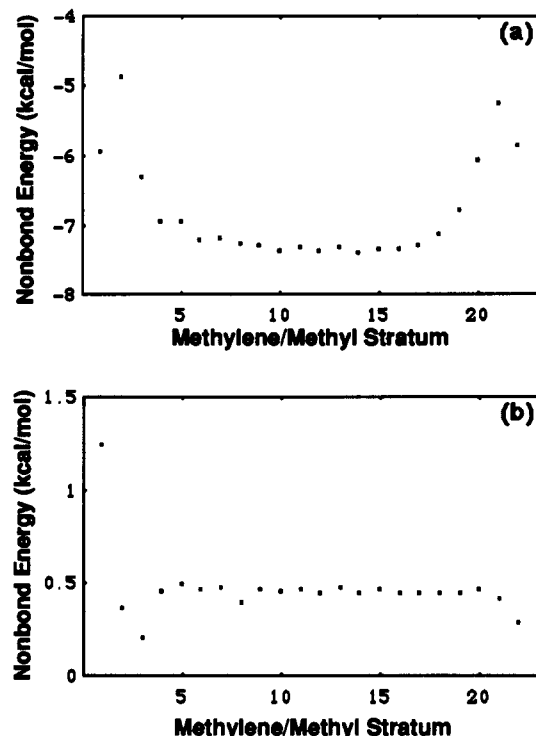 (a)
Nonbond Energy (kcal/mol)
-4
-5
-6
-7
-8
5
10
15
20
Methylene/Methyl Stratum
(b)
Nonbond Energy (kcal/mol)
1.5
1
0.5
0
5
10
15
20
Methylene/Methyl Stratum